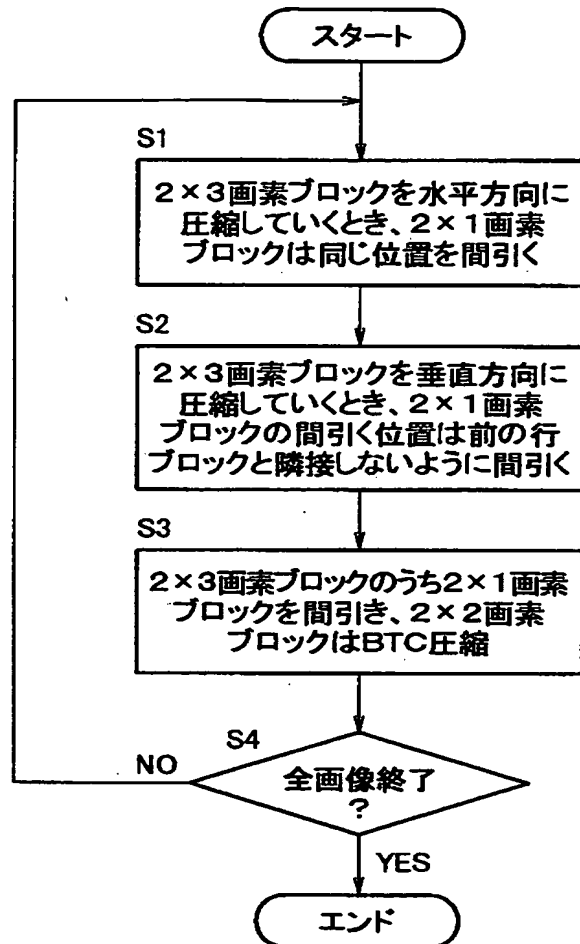 スタート
S1
2×3画素ブロックを水平方向に
圧縮していくとき、2×1画素
ブロックは同じ位置を間引く
S2
2×3画素ブロックを垂直方向に
圧縮していくとき、2×1画素
ブロックの間引く位置は前の行
ブロックと隣接しないように間引く
S3
2×3画素ブロックのうち2×1画素
ブロックを間引き、2×2画素
ブロックはBTC圧縮
S4
NO
全画像終了
?
YES
エンド